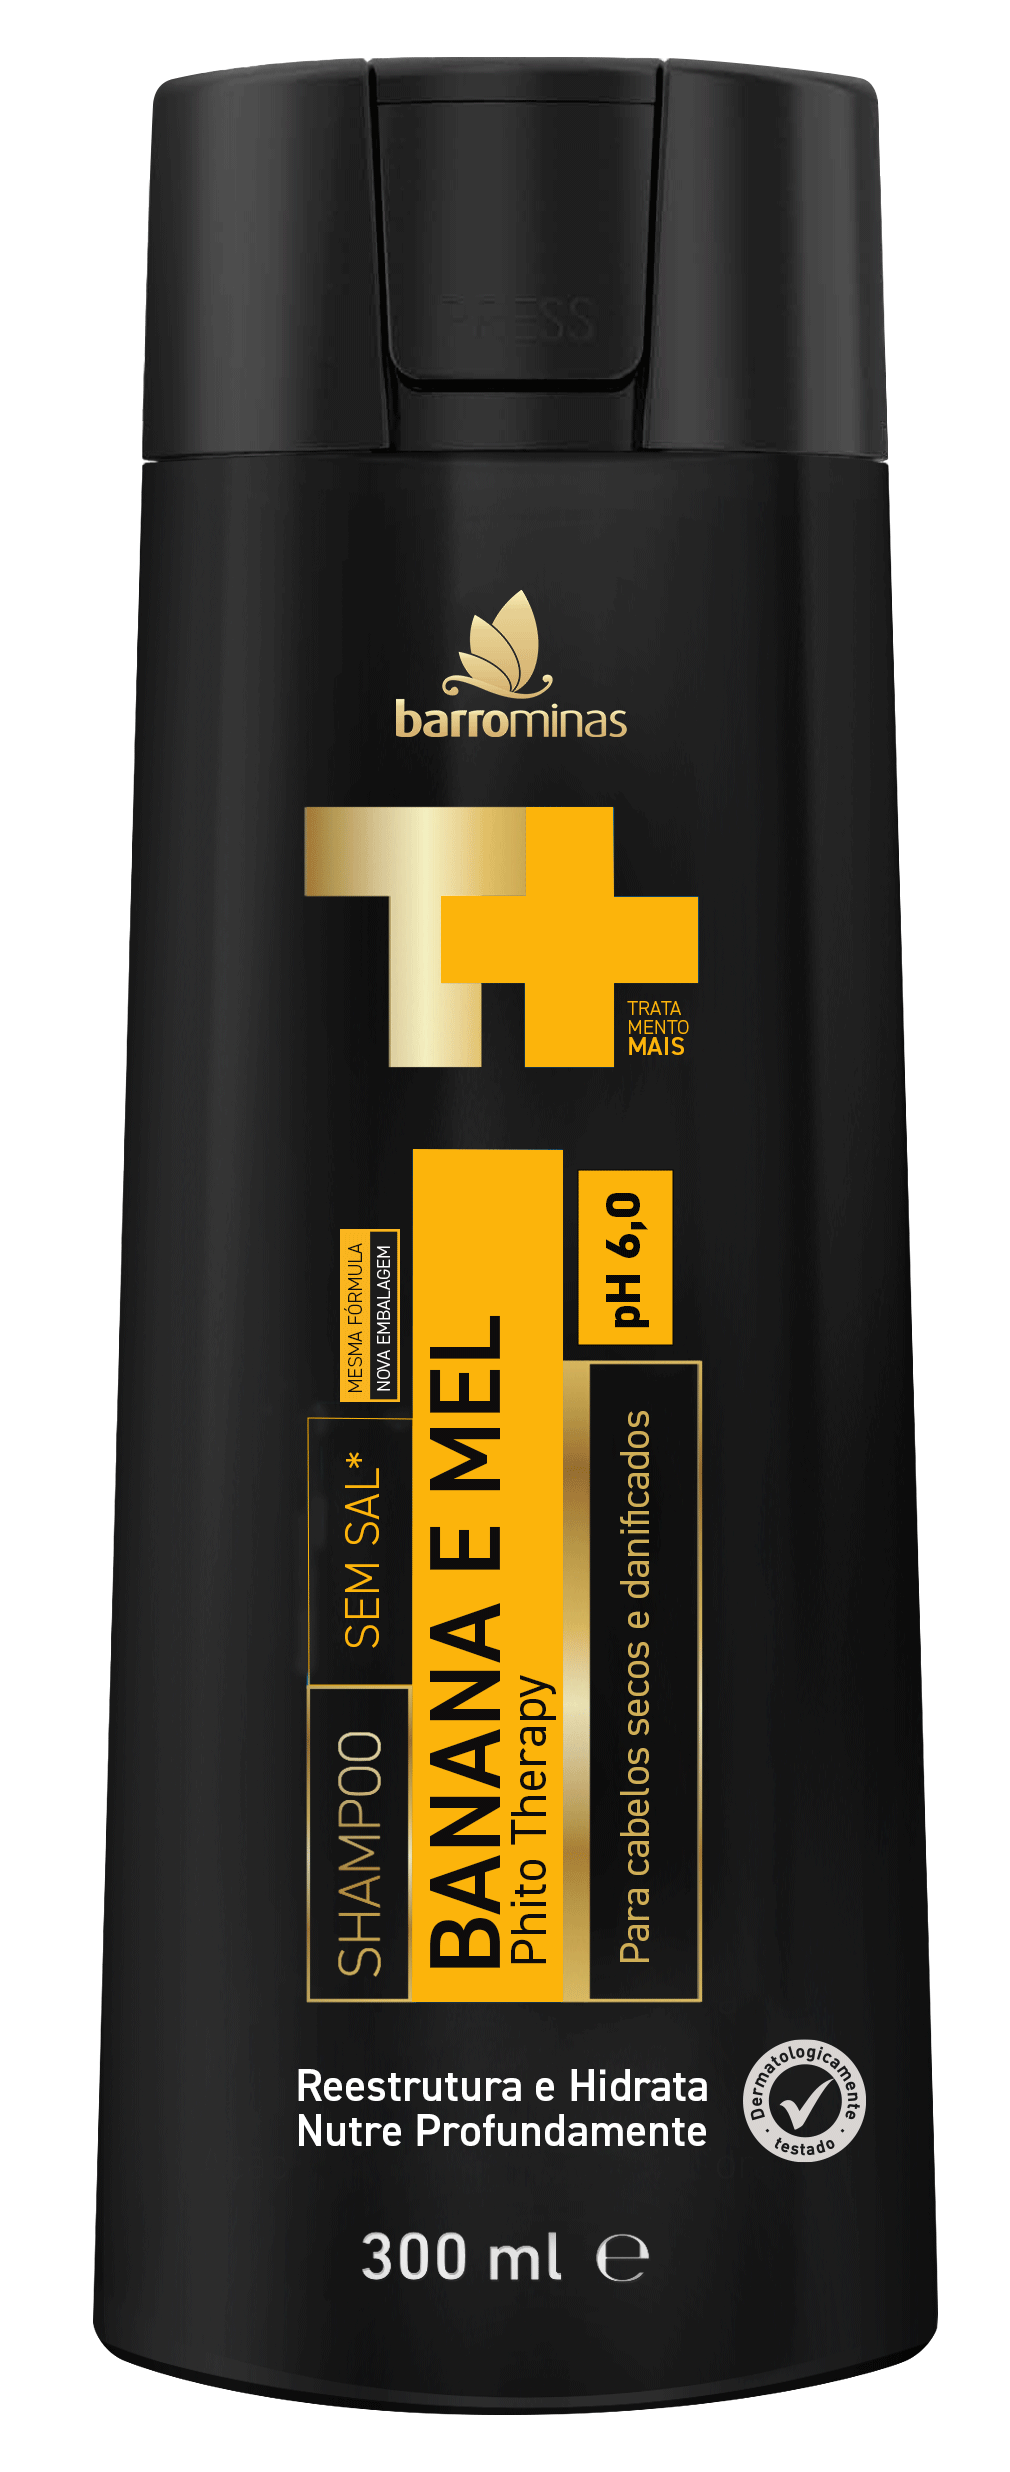 PRESS
barrominas
T+
TRATA
MENTO
MAIS
MESMA FÓRMULA
NOVA EMBALAGEM
pH 6,0
SEM SAL*
SHAMPOO
BANANA E MEL
Phito Therapy
Para cabelos secos e danificados
Reestrutura e Hidrata
Nutre Profundamente
Dermatologicamente
testado
300 ml ℮